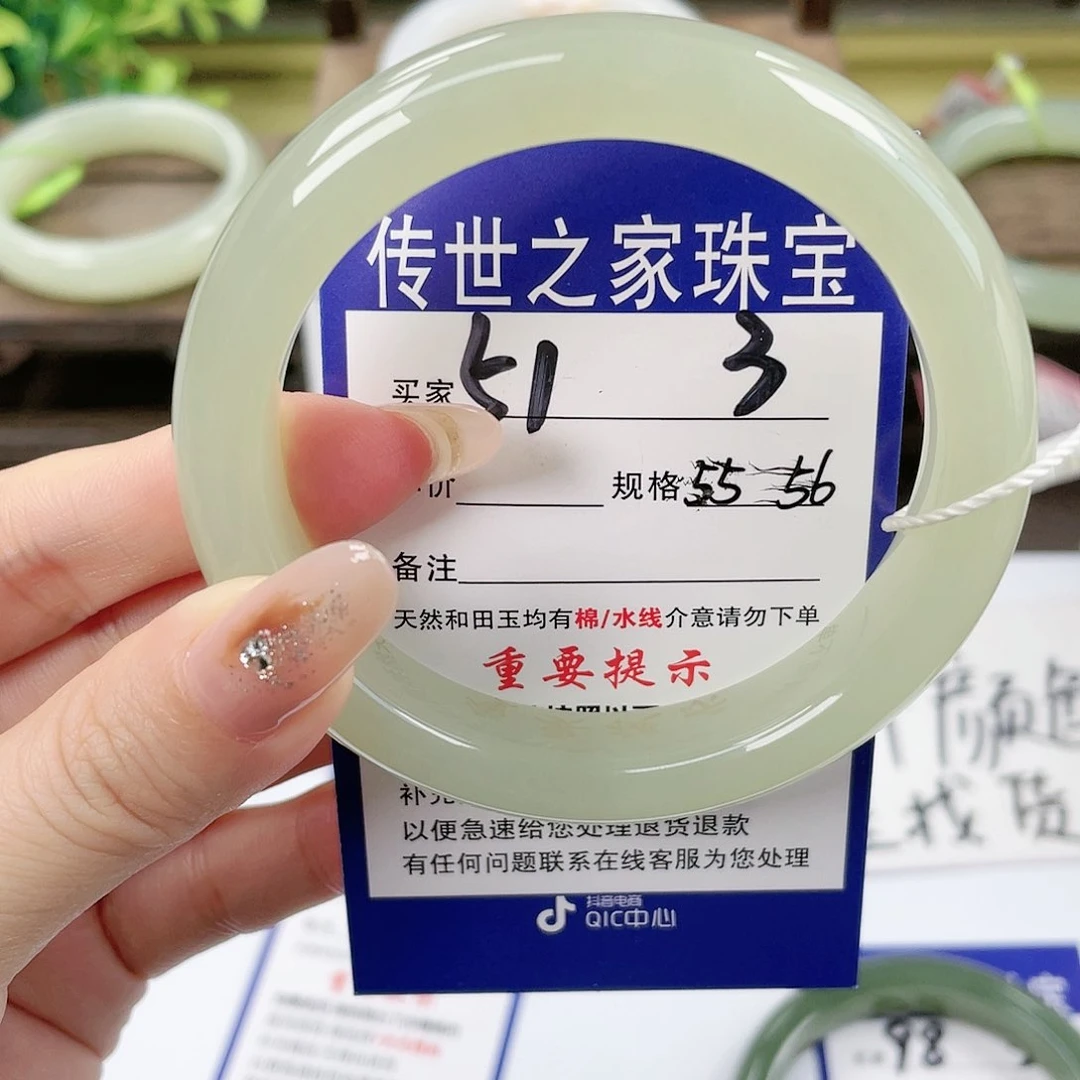 传世之家珠宝
买家 51 3
价 规格 55 56
备注
天然和田玉均有棉/水线介意请勿下单
重要提示
以便急速给您处理退货退款
有任何问题联系在线客服为您处理
抖音电商
QIC中心
找货
98